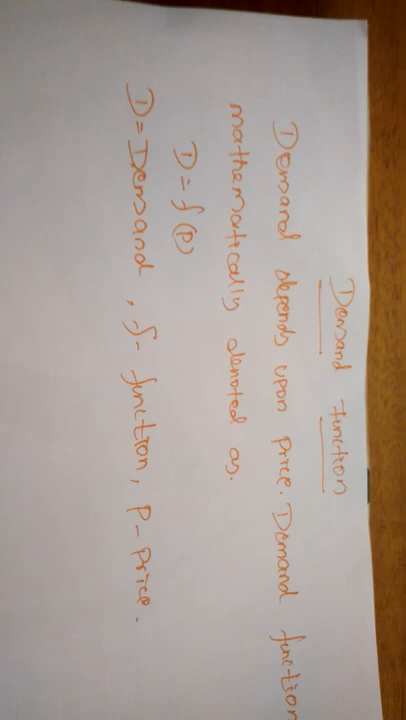 Demand function
Demand depends upon price. Demand function
mathematically denoted as.
D = f (P)
D = Demand, f - function, P - Price.